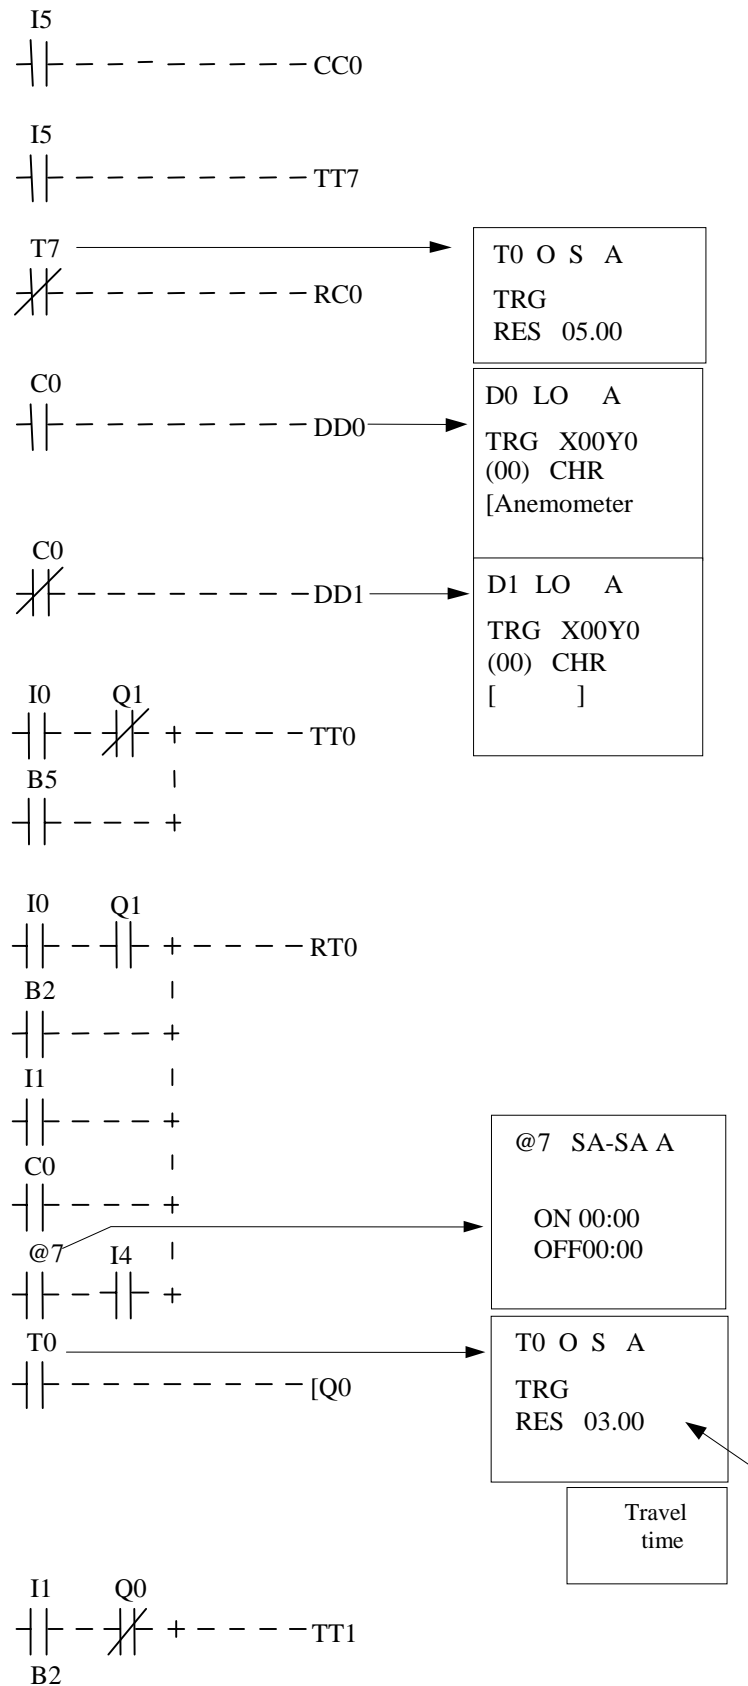 I5
CC0
I5
TT7
T7
RC0
T0 O S A
TRG
RES 05.00
C0
DD0
D0 LO A
TRG X00Y0
(00) CHR
[Anemometer
C0
DD1
D1 LO A
TRG X00Y0
(00) CHR
[ ]
I0 Q1
TT0
B5
I0 Q1
RT0
B2
I1
C0
@7 I4
@7 SA-SA A
ON 00:00
OFF00:00
T0
[Q0
T0 O S A
TRG
RES 03.00
Travel
time
I1 Q0
TT1
B2